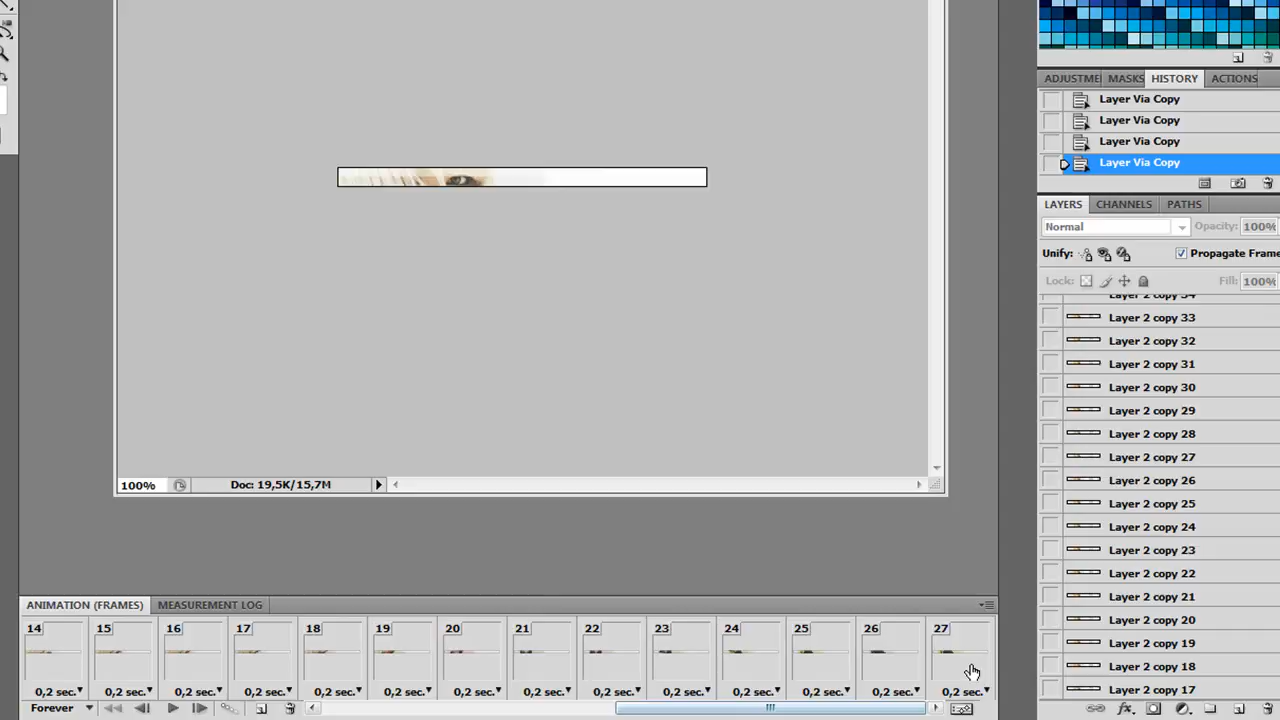 ADJUSTME MASKS HISTORY ACTIONS
Layer Via Copy
Layer Via Copy
Layer Via Copy
Layer Via Copy
LAYERS CHANNELS PATHS
Normal Opacity: 100%
Unify: Propagate Frame
Lock: Fill: 100%
Layer 2 copy 34
Layer 2 copy 33
Layer 2 copy 32
Layer 2 copy 31
Layer 2 copy 30
Layer 2 copy 29
Layer 2 copy 28
Layer 2 copy 27
Layer 2 copy 26
Layer 2 copy 25
Layer 2 copy 24
Layer 2 copy 23
Layer 2 copy 22
Layer 2 copy 21
Layer 2 copy 20
Layer 2 copy 19
Layer 2 copy 18
Layer 2 copy 17
100% Doc: 19,5K/15,7M
ANIMATION (FRAMES) MEASUREMENT LOG
14 15 16 17 18 19 20 21 22 23 24 25 26 27
0,2 sec. 0,2 sec. 0,2 sec. 0,2 sec. 0,2 sec. 0,2 sec. 0,2 sec. 0,2 sec. 0,2 sec. 0,2 sec. 0,2 sec. 0,2 sec. 0,2 sec. 0,2 sec.
Forever